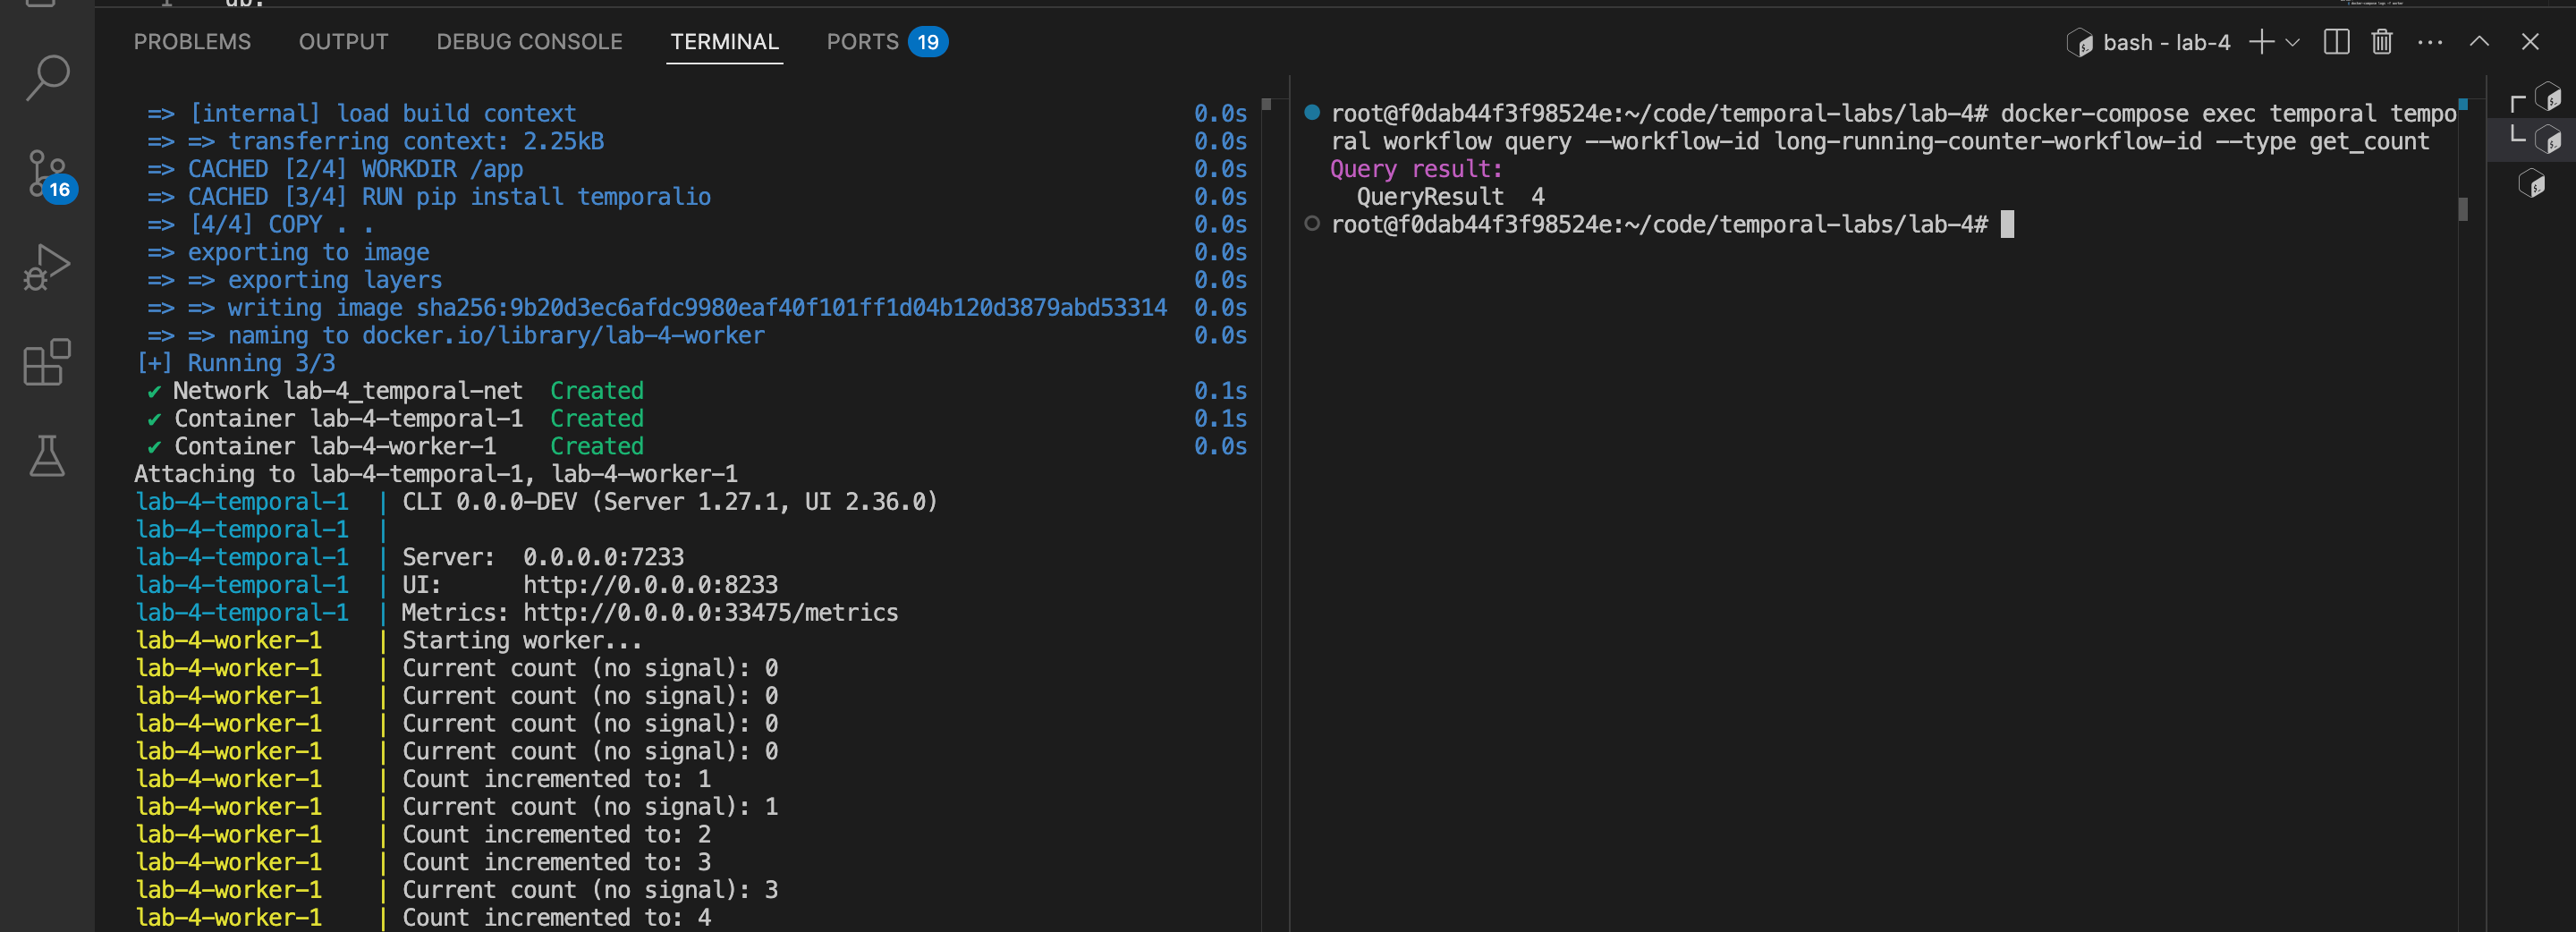 PROBLEMS OUTPUT DEBUG CONSOLE TERMINAL PORTS 19
bash - lab-4
16
=> [internal] load build context 0.0s
=> => transferring context: 2.25kB 0.0s
=> CACHED [2/4] WORKDIR /app 0.0s
=> CACHED [3/4] RUN pip install temporalio 0.0s
=> [4/4] COPY . . 0.0s
=> exporting to image 0.0s
=> => exporting layers 0.0s
=> => writing image sha256:9b20d3ec6afdc9980eaf40f101ff1d04b120d3879abd53314 0.0s
=> => naming to docker.io/library/lab-4-worker 0.0s
[+] Running 3/3
✔ Network lab-4_temporal-net Created 0.1s
✔ Container lab-4-temporal-1 Created 0.1s
✔ Container lab-4-worker-1 Created 0.0s
Attaching to lab-4-temporal-1, lab-4-worker-1
lab-4-temporal-1 | CLI 0.0.0-DEV (Server 1.27.1, UI 2.36.0)
lab-4-temporal-1 |
lab-4-temporal-1 | Server: 0.0.0.0:7233
lab-4-temporal-1 | UI: http://0.0.0.0:8233
lab-4-temporal-1 | Metrics: http://0.0.0.0:33475/metrics
lab-4-worker-1 | Starting worker...
lab-4-worker-1 | Current count (no signal): 0
lab-4-worker-1 | Current count (no signal): 0
lab-4-worker-1 | Current count (no signal): 0
lab-4-worker-1 | Current count (no signal): 0
lab-4-worker-1 | Count incremented to: 1
lab-4-worker-1 | Current count (no signal): 1
lab-4-worker-1 | Count incremented to: 2
lab-4-worker-1 | Count incremented to: 3
lab-4-worker-1 | Current count (no signal): 3
lab-4-worker-1 | Count incremented to: 4
root@f0dab44f3f98524e:~/code/temporal-labs/lab-4# docker-compose exec temporal tempo
ral workflow query --workflow-id long-running-counter-workflow-id --type get_count
Query result:
QueryResult 4
root@f0dab44f3f98524e:~/code/temporal-labs/lab-4#